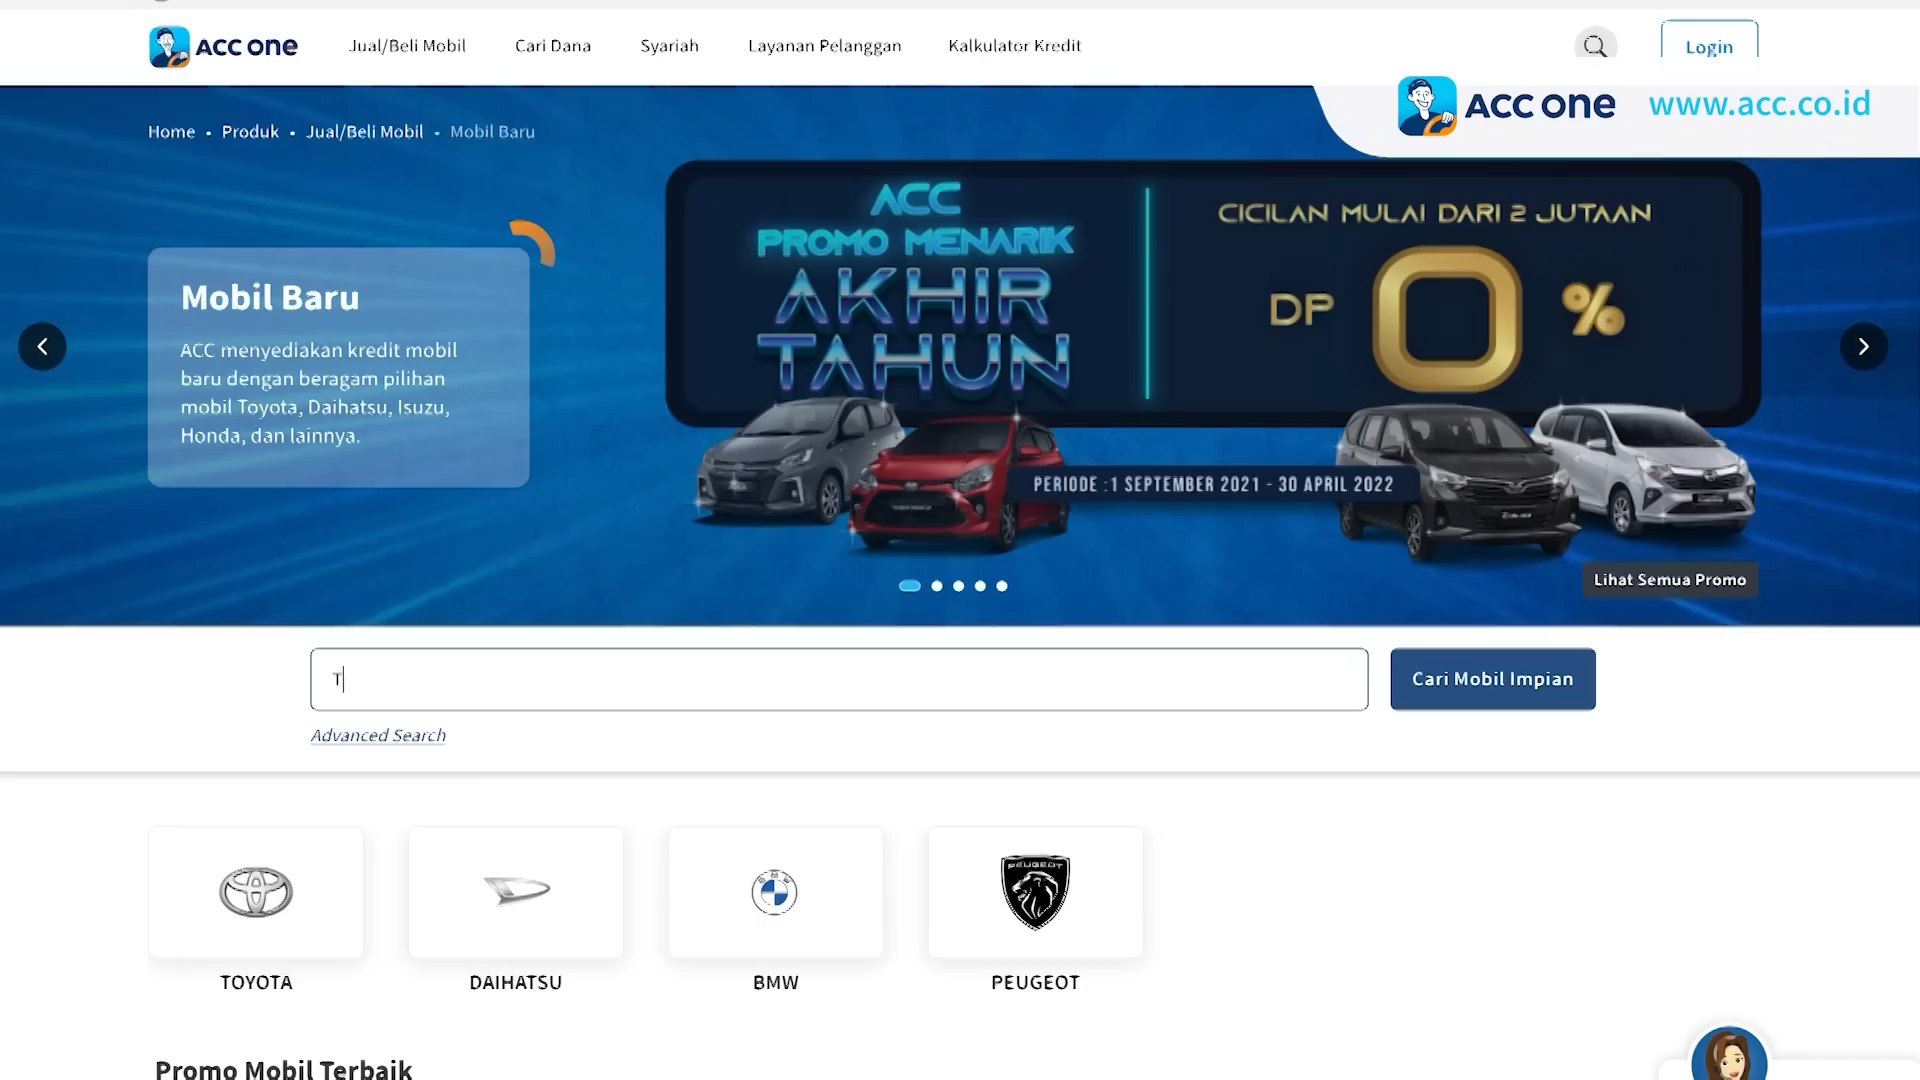 ACC ONE
Jual/Beli Mobil
Cari Dana
Syariah
Layanan Pelanggan
Kalkulator Kredit
Login
ACC ONE
www.acc.co.id
Home • Produk • Jual/Beli Mobil • Mobil Baru
ACC
PROMO MENARIK
AKHIR
TAHUN
CICILAN MULAI DARI 2 JUTAAN
DP 0 %
Mobil Baru
ACC menyediakan kredit mobil
baru dengan beragam pilihan
mobil Toyota, Daihatsu, Isuzu,
Honda, dan lainnya.
PERIODE : 1 SEPTEMBER 2021 - 30 APRIL 2022
Lihat Semua Promo
T
Cari Mobil Impian
Advanced Search
BMW
PEUGEOT
TOYOTA
DAIHATSU
BMW
PEUGEOT
Promo Mobil Terbaik